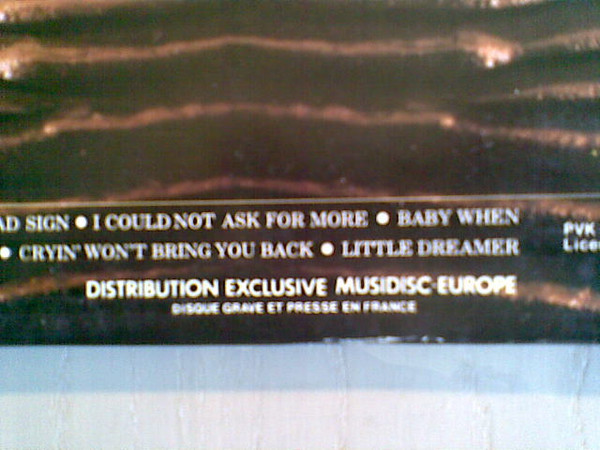 AD SIGN • I COULD NOT ASK FOR MORE • BABY WHEN
• CRYIN' WON'T BRING YOU BACK • LITTLE DREAMER
PVK
Lice
DISTRIBUTION EXCLUSIVE MUSIDISC-EUROPE
DISQUE GRAVE ET PRESSE EN FRANCE